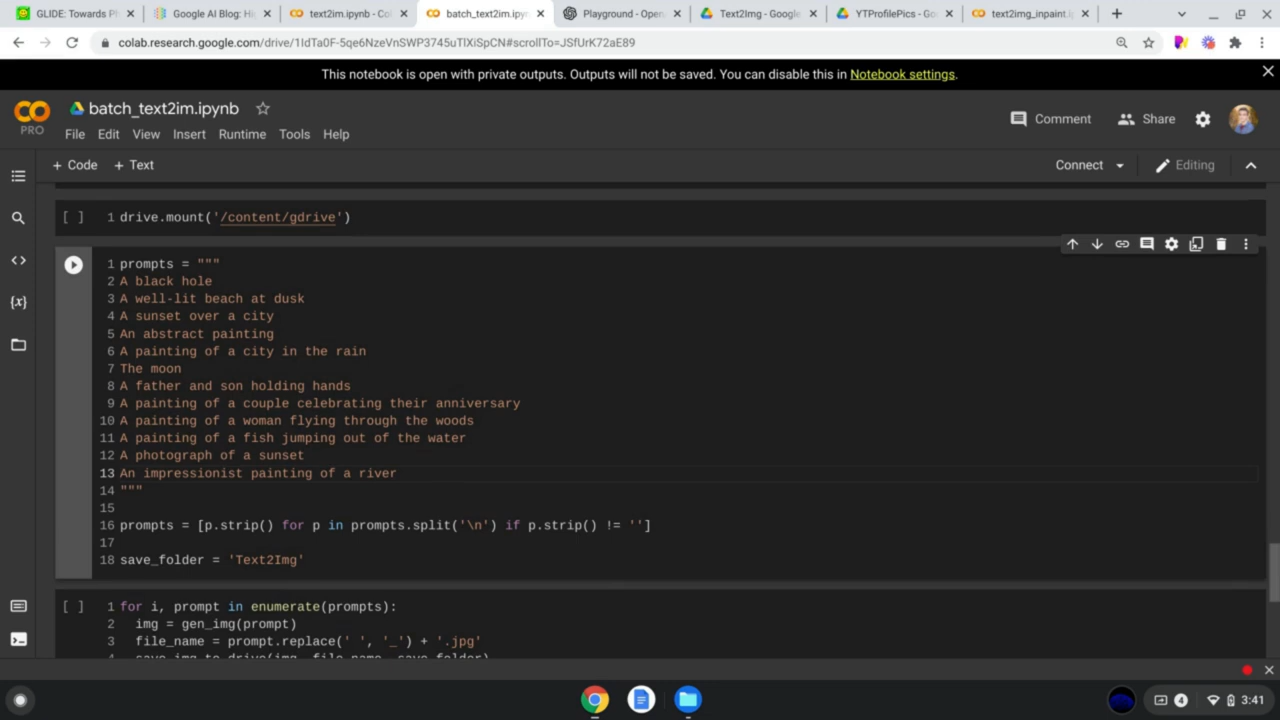 GLIDE: Towards Ph
Google AI Blog: Hi
text2im.ipynb - Col
batch_text2im.ipyn
Playground - Open
Text2Img - Google
YTProfilePics - Go
text2img_inpaint.i
colab.research.google.com/drive/1IdTa0F-5qe6NzeVnSWP3745uTlXiSpCN#scrollTo=JSfUrK72aE89
This notebook is open with private outputs. Outputs will not be saved. You can disable this in Notebook settings.
CO
PRO
batch_text2im.ipynb
File Edit View Insert Runtime Tools Help
Comment
Share
+ Code + Text
Connect
Editing
[ ] 1 drive.mount('/content/gdrive')
1 prompts = """
2 A black hole
3 A well-lit beach at dusk
4 A sunset over a city
5 An abstract painting
6 A painting of a city in the rain
7 The moon
8 A father and son holding hands
9 A painting of a couple celebrating their anniversary
10 A painting of a woman flying through the woods
11 A painting of a fish jumping out of the water
12 A photograph of a sunset
13 An impressionist painting of a river
14 """
15
16 prompts = [p.strip() for p in prompts.split('\n') if p.strip() != '']
17
18 save_folder = 'Text2Img'
[ ] 1 for i, prompt in enumerate(prompts):
2 img = gen_img(prompt)
3 file_name = prompt.replace(' ', '_') + '.jpg'
4 save_img_to_drive(img, file_name, save_folder)
4
3:41